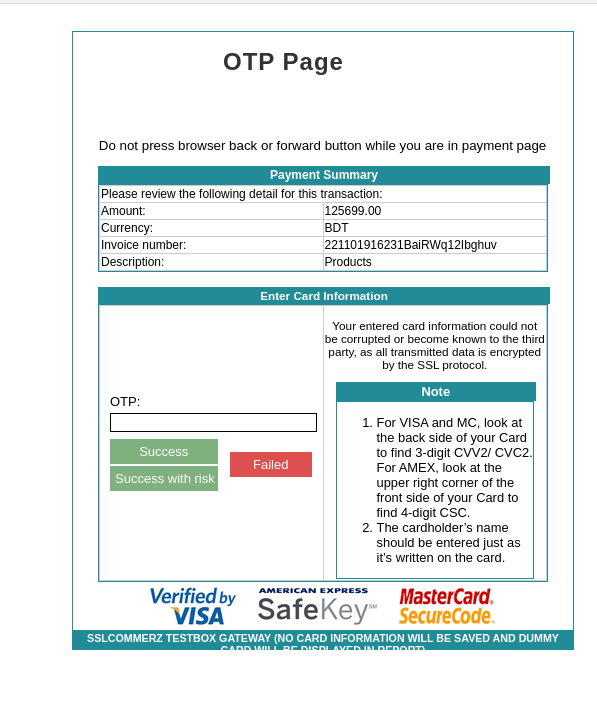 OTP Page
Do not press browser back or forward button while you are in payment page
Payment Summary
Please review the following detail for this transaction:
Amount: 125699.00
Currency: BDT
Invoice number: 221101916231BaiRWq12Ibghuv
Description: Products
Enter Card Information
OTP:
Success
Success with risk
Failed
Your entered card information could not
be corrupted or become known to the third
party, as all transmitted data is encrypted
by the SSL protocol.
Note
1. For VISA and MC, look at
the back side of your Card
to find 3-digit CVV2/ CVC2.
For AMEX, look at the
upper right corner of the
front side of your Card to
find 4-digit CSC.
2. The cardholder’s name
should be entered just as
it’s written on the card.
Verified by
VISA
AMERICAN EXPRESS
SafeKey℠
MasterCard.
SecureCode.
SSLCOMMERZ TESTBOX GATEWAY (NO CARD INFORMATION WILL BE SAVED AND DUMMY
CARD WILL BE DISPLAYED IN REPORT)